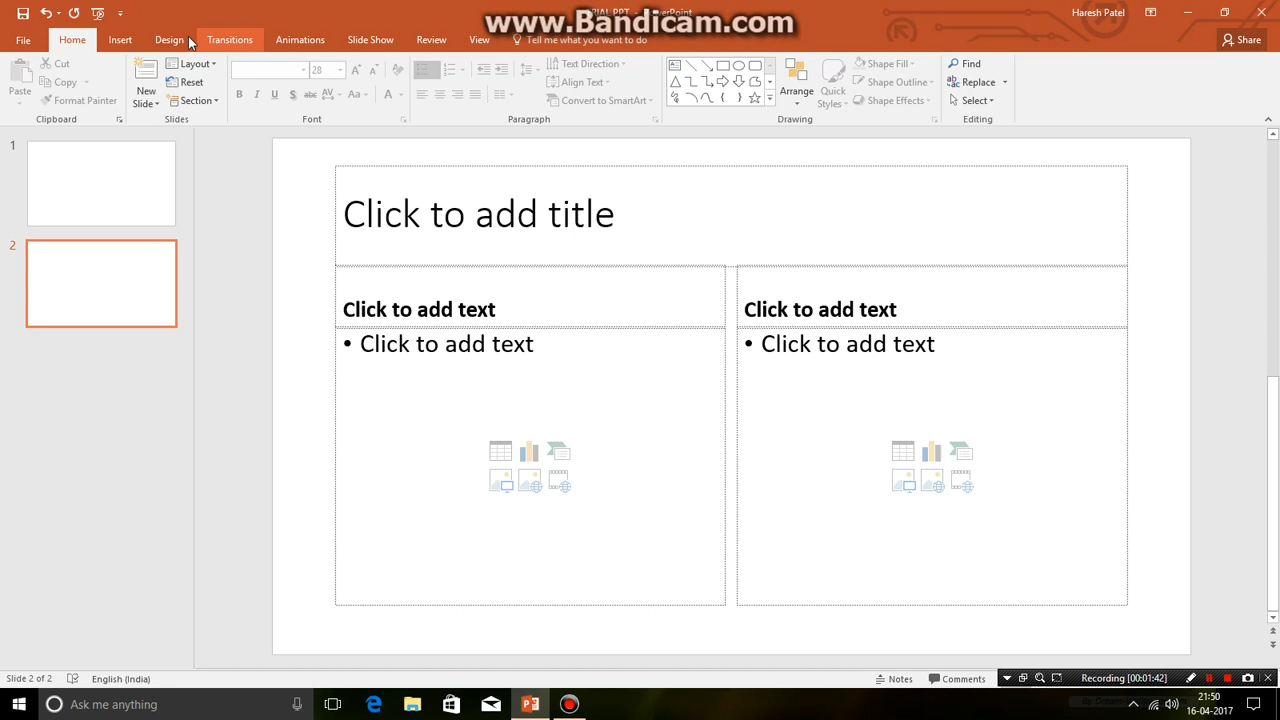 www.Bandicam.com
Haresh Patel
File Home Insert Design Transitions Animations Slide Show Review View Tell me what you want to do Share
Cut
Copy
Format Painter
Paste
Clipboard
New Slide
Layout
Reset
Section
Slides
28
B I U S abc AV Aa A
Font
Text Direction
Align Text
Convert to SmartArt
Paragraph
Arrange
Quick Styles
Shape Fill
Shape Outline
Shape Effects
Drawing
Find
Replace
Select
Editing
1
2
Click to add title
Click to add text
Click to add text
• Click to add text
• Click to add text
Slide 2 of 2 English (India) Notes Comments Recording [00:01:42]
Ask me anything
21:50
16-04-2017